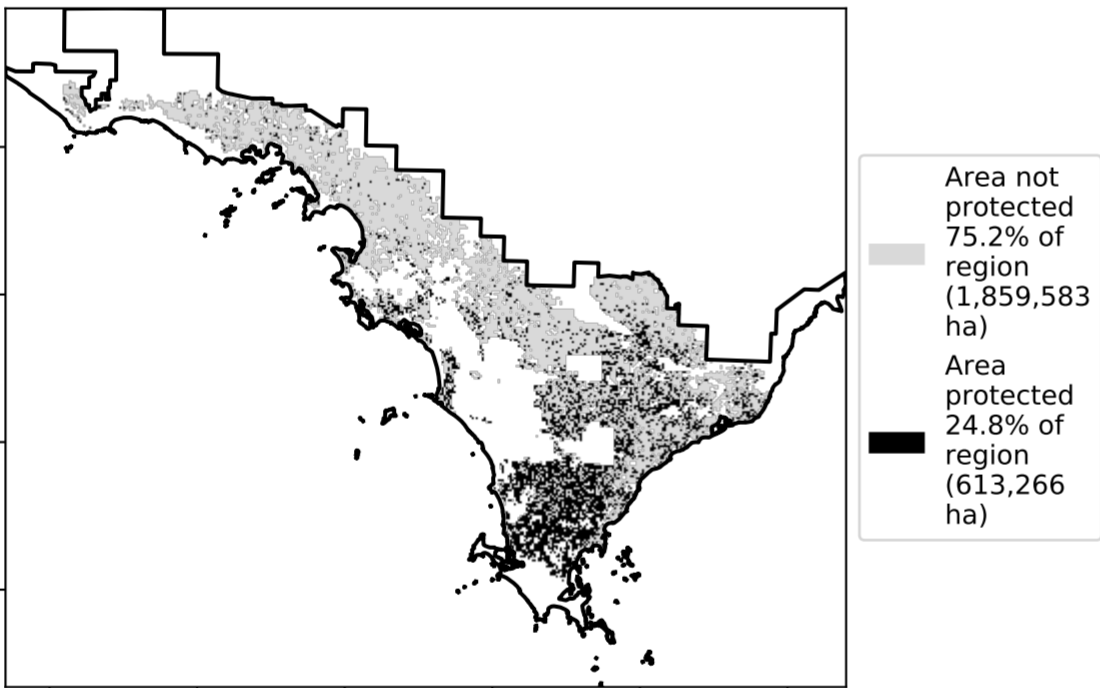 Area not
protected
75.2% of
region
(1,859,583
ha)
Area
protected
24.8% of
region
(613,266
ha)